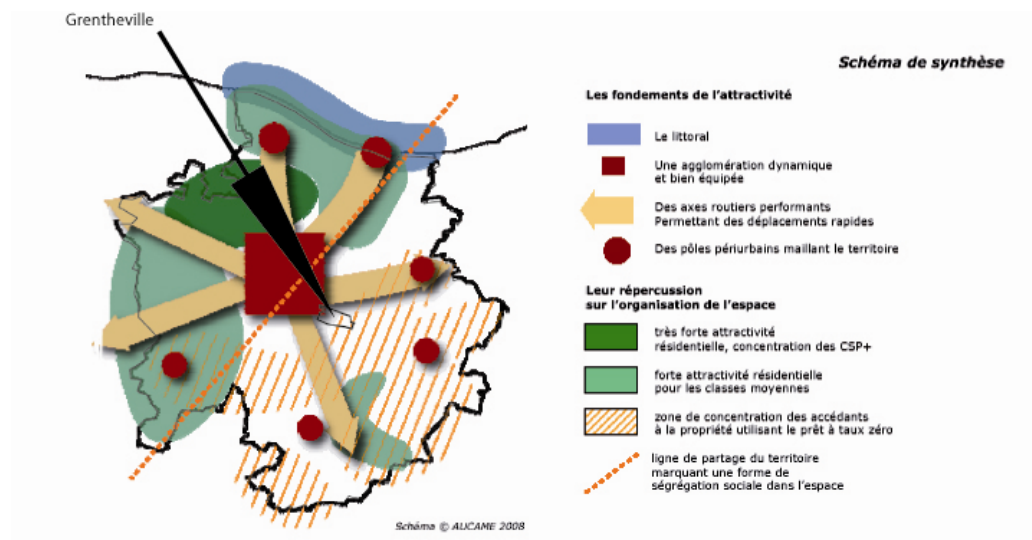 Grentheville
Schéma de synthèse
Les fondements de l'attractivité
Le littoral
Une agglomération dynamique
et bien équipée
Des axes routiers performants
Permettant des déplacements rapides
Des pôles périurbains maillant le territoire
Leur répercussion
sur l'organisation de l'espace
très forte attractivité
résidentielle, concentration des CSP+
forte attractivité résidentielle
pour les classes moyennes
zone de concentration des accédants
à la propriété utilisant le prêt à taux zéro
ligne de partage du territoire
marquant une forme de
ségrégation sociale dans l'espace
Schéma © AUCAME 2008